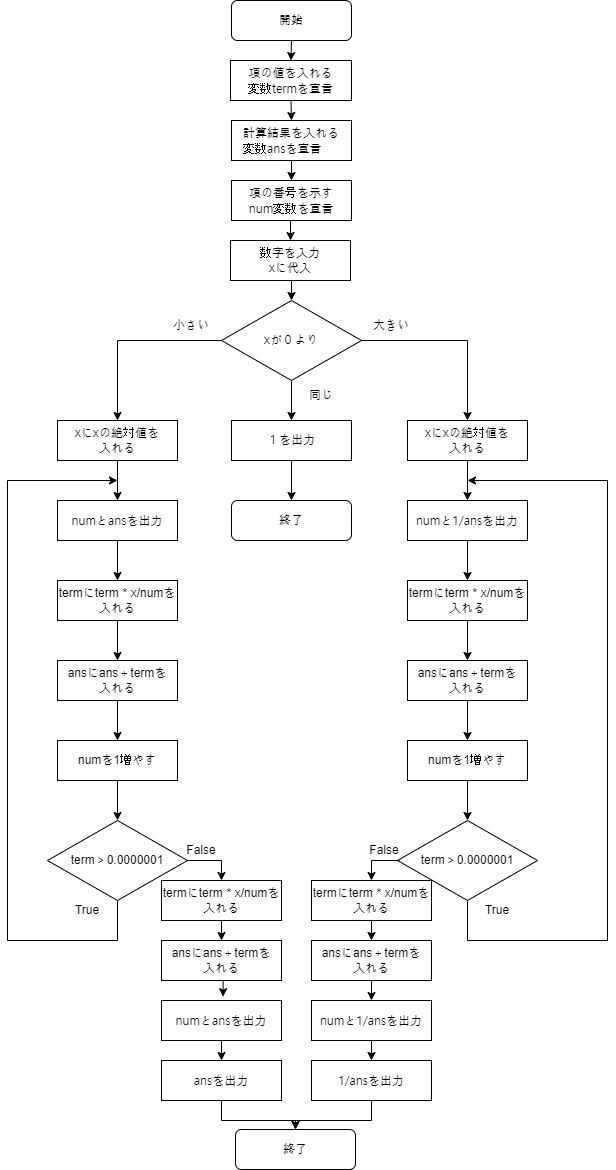 開始
項の値を入れる
変数termを宣言
計算結果を入れる
変数ansを宣言
項の番号を示す
num変数を宣言
数字を入力
xに代入
小さい
xが０より
大きい
同じ
xにxの絶対値を
入れる
１を出力
xにxの絶対値を
入れる
numとansを出力
終了
numと1/ansを出力
termにterm * x/numを
入れる
termにterm * x/numを
入れる
ansにans + termを
入れる
ansにans + termを
入れる
numを1増やす
numを1増やす
term > 0.0000001
False
False
term > 0.0000001
True
True
termにterm * x/numを
入れる
termにterm * x/numを
入れる
ansにans + termを
入れる
ansにans + termを
入れる
numとansを出力
numと1/ansを出力
ansを出力
1/ansを出力
終了